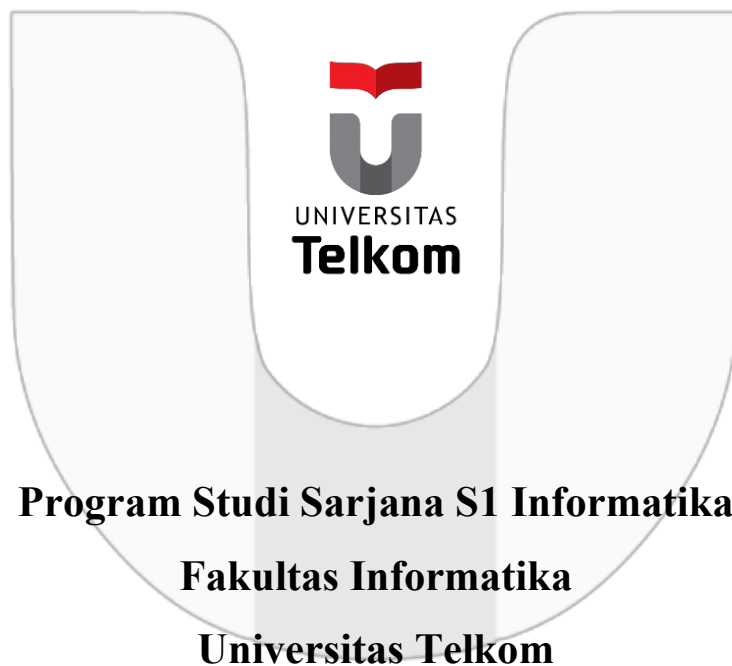 UNIVERSITAS
Telkom
Program Studi Sarjana S1 Informatika
Fakultas Informatika
Universitas Telkom